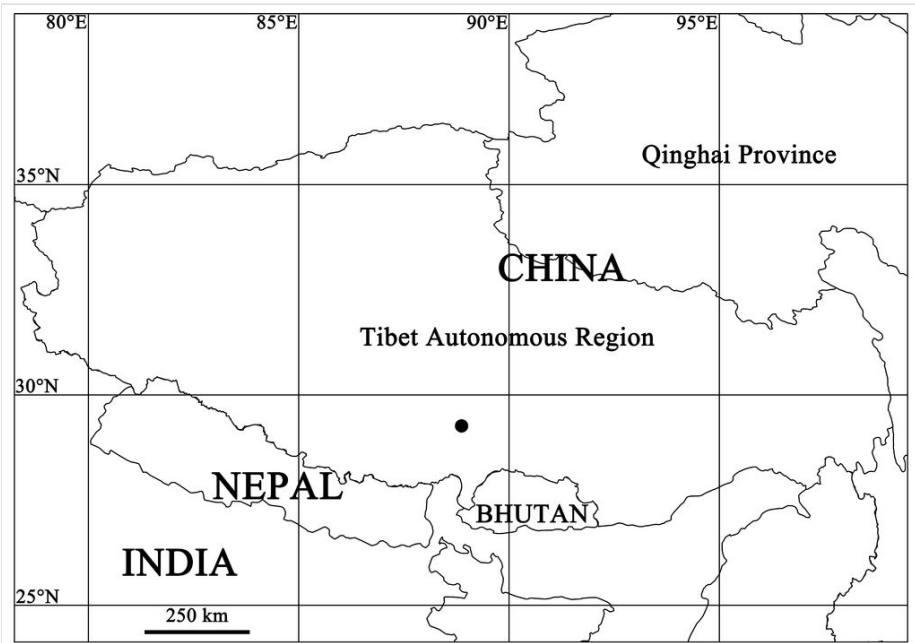 80°E 85°E 90°E 95°E
Qinghai Province
35°N
CHINA
Tibet Autonomous Region
30°N
NEPAL
BHUTAN
INDIA
25°N
250 km